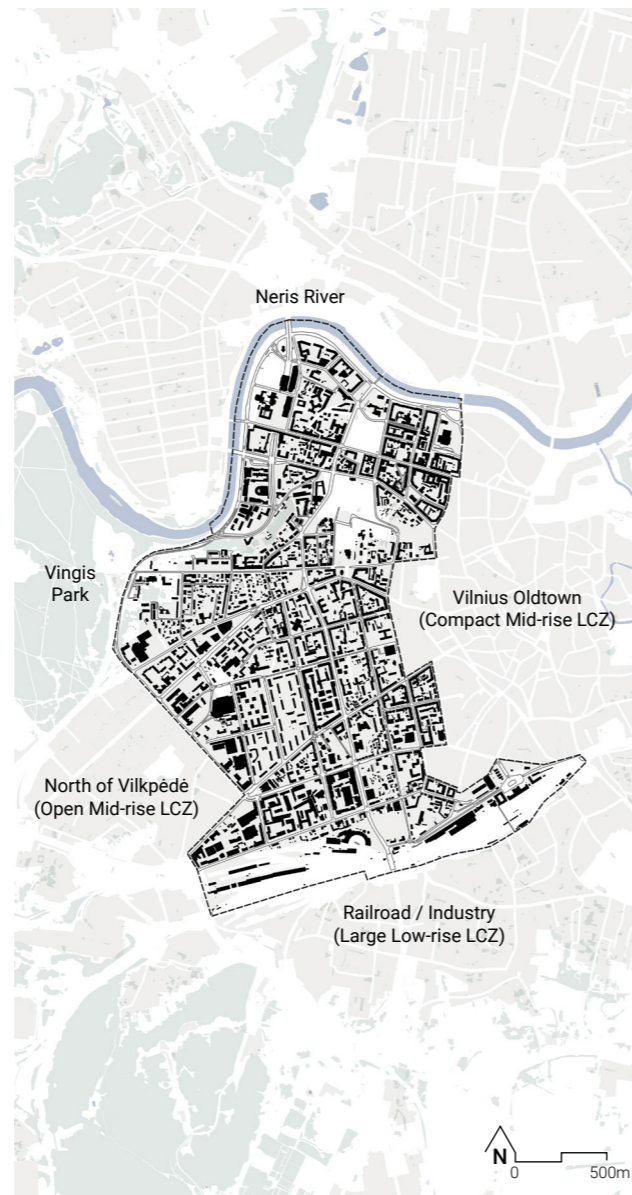 Neris River
Vingis
Park
Vilnius Oldtown
(Compact Mid-rise LCZ)
North of Vilkpėdė
(Open Mid-rise LCZ)
Railroad / Industry
(Large Low-rise LCZ)
N
0
500m